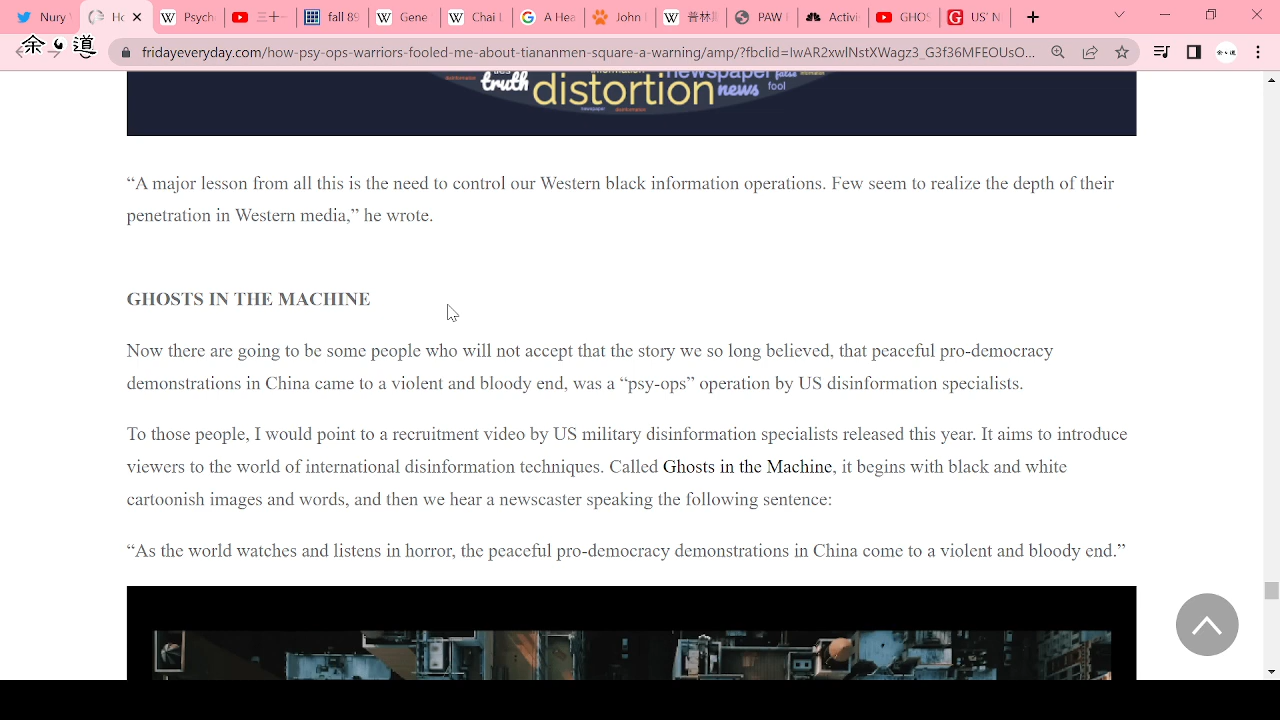 Nury
Ho
Psych
三十一
fall 89
Gene
Chai L
A Hea
John
普林斯
PAW
Activi
GHOS
US' N
余 道
fridayeveryday.com/how-psy-ops-warriors-fooled-me-about-tiananmen-square-a-warning/amp/?fbclid=IwAR2xwlNstXWagz3_G3f36MFEOUsO...
newspaper false information
truth distortion news fool
“A major lesson from all this is the need to control our Western black information operations. Few seem to realize the depth of their
penetration in Western media,” he wrote.
GHOSTS IN THE MACHINE
Now there are going to be some people who will not accept that the story we so long believed, that peaceful pro-democracy
demonstrations in China came to a violent and bloody end, was a “psy-ops” operation by US disinformation specialists.
To those people, I would point to a recruitment video by US military disinformation specialists released this year. It aims to introduce
viewers to the world of international disinformation techniques. Called Ghosts in the Machine, it begins with black and white
cartoonish images and words, and then we hear a newscaster speaking the following sentence:
“As the world watches and listens in horror, the peaceful pro-democracy demonstrations in China come to a violent and bloody end.”